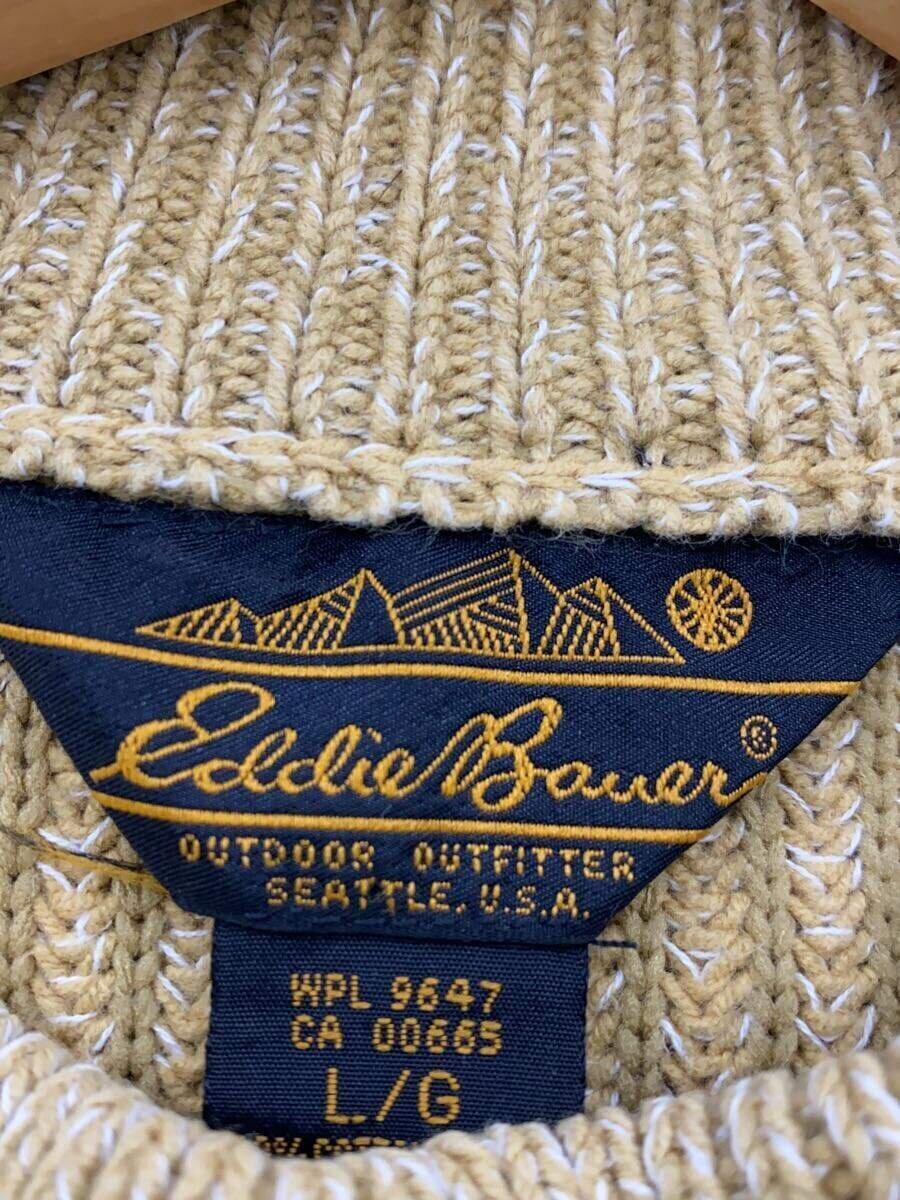 Eddie Bauer®
OUTDOOR OUTFITTER
SEATTLE, U.S.A.
WPL 9647
CA 00665
L/G